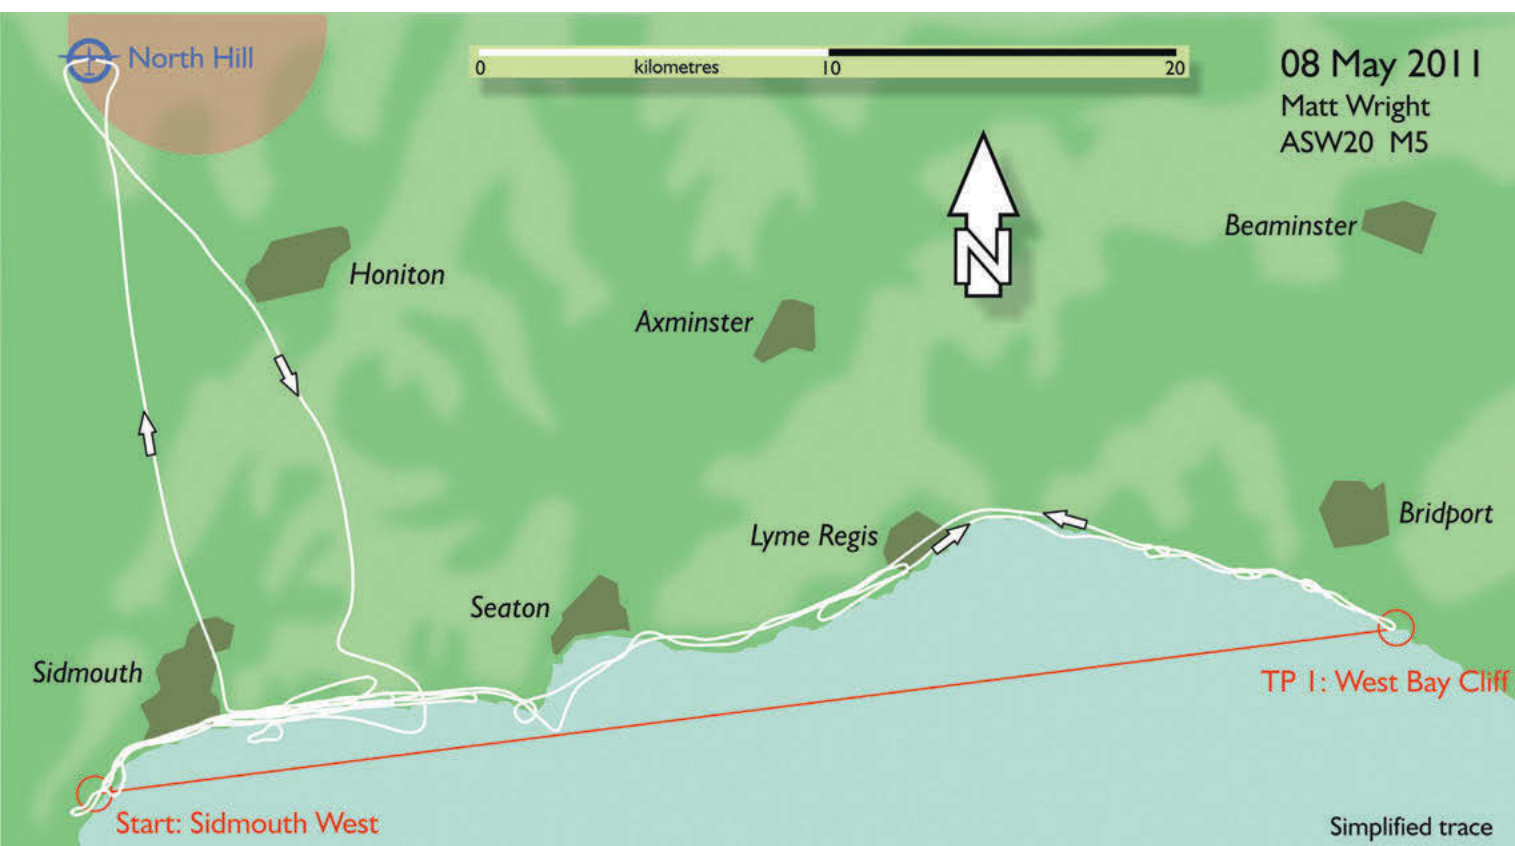 North Hill
0 kilometres 10 20
08 May 2011
Matt Wright
ASW20 M5
N
Beaminster
Honiton
Axminster
Bridport
Lyme Regis
Seaton
Sidmouth
TP 1: West Bay Cliff
Start: Sidmouth West
Simplified trace